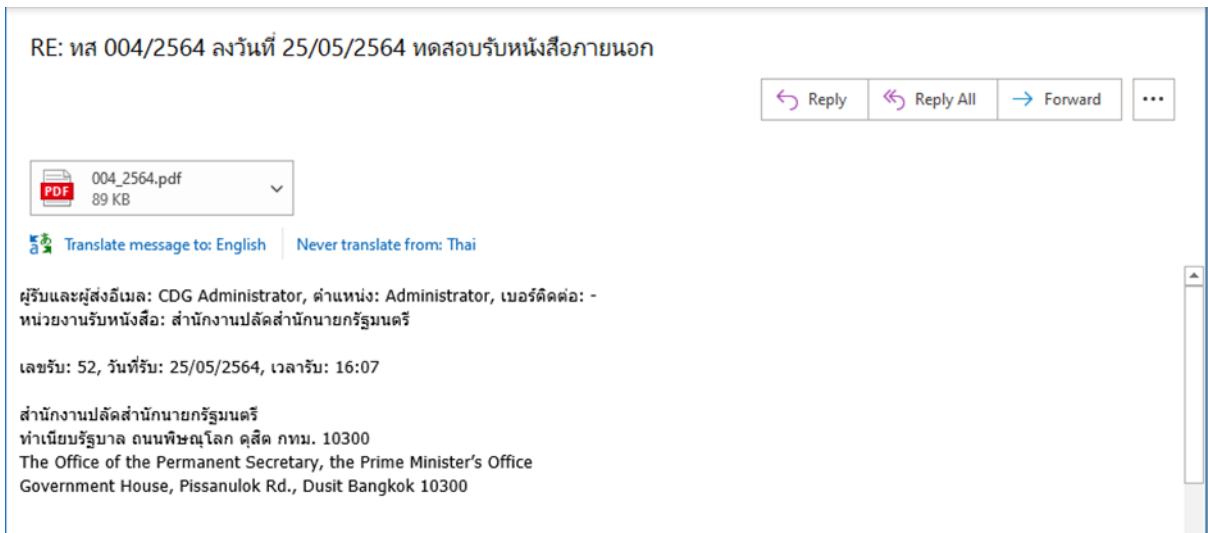 RE: ทส 004/2564 ลงวันที่ 25/05/2564 ทดสอบรับหนังสือภายนอก
Reply
Reply All
Forward
PDF
004_2564.pdf
89 KB
Translate message to: English
Never translate from: Thai
ผู้รับและผู้ส่งอีเมล: CDG Administrator, ตำแหน่ง: Administrator, เบอร์ติดต่อ: -
หน่วยงานรับหนังสือ: สำนักงานปลัดสำนักนายกรัฐมนตรี
เลขรับ: 52, วันที่รับ: 25/05/2564, เวลารับ: 16:07
สำนักงานปลัดสำนักนายกรัฐมนตรี
ทำเนียบรัฐบาล ถนนพิษณุโลก ดุสิต กทม. 10300
The Office of the Permanent Secretary, the Prime Minister’s Office
Government House, Pissanulok Rd., Dusit Bangkok 10300